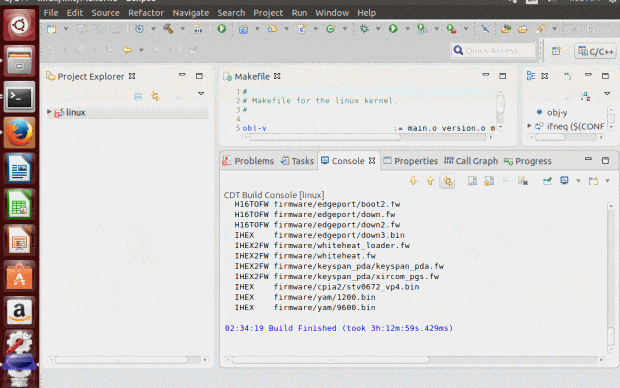 File Edit Source Refactor Navigate Search Project Run Window Help
Quick Access
C/C++
Project Explorer
linux
Makefile
1 #
2 # Makefile for the linux kernel.
3 #
4
5 obj-y := main.o version.o m
obj-y
ifneq ($(CONF
Problems Tasks Console Properties Call Graph Progress
CDT Build Console [linux]
H16TOFW firmware/edgeport/boot2.fw
H16TOFW firmware/edgeport/down.fw
H16TOFW firmware/edgeport/down2.fw
IHEX firmware/edgeport/down3.bin
IHEX2FW firmware/whiteheat_loader.fw
IHEX2FW firmware/whiteheat.fw
IHEX2FW firmware/keyspan_pda/keyspan_pda.fw
IHEX2FW firmware/keyspan_pda/xircom_pgs.fw
IHEX firmware/cpia2/stv0672_vp4.bin
IHEX firmware/yam/1200.bin
IHEX firmware/yam/9600.bin
02:34:19 Build Finished (took 3h:12m:59s.429ms)